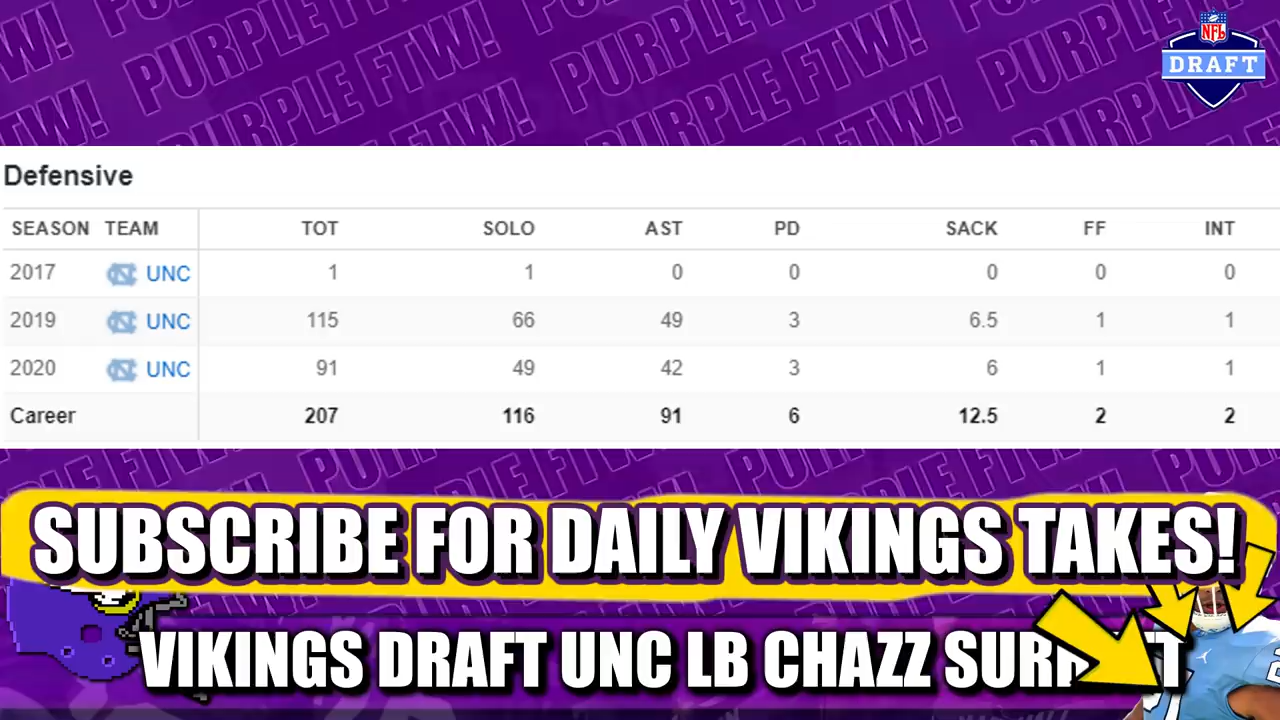 PURPLE FTW!
NFL
DRAFT
Defensive
SEASON TEAM TOT SOLO AST PD SACK FF INT
2017 UNC 1 1 0 0 0 0 0
2019 UNC 115 66 49 3 6.5 1 1
2020 UNC 91 49 42 3 6 1 1
Career 207 116 91 6 12.5 2 2
SUBSCRIBE FOR DAILY VIKINGS TAKES!
VIKINGS DRAFT UNC LB CHAZZ